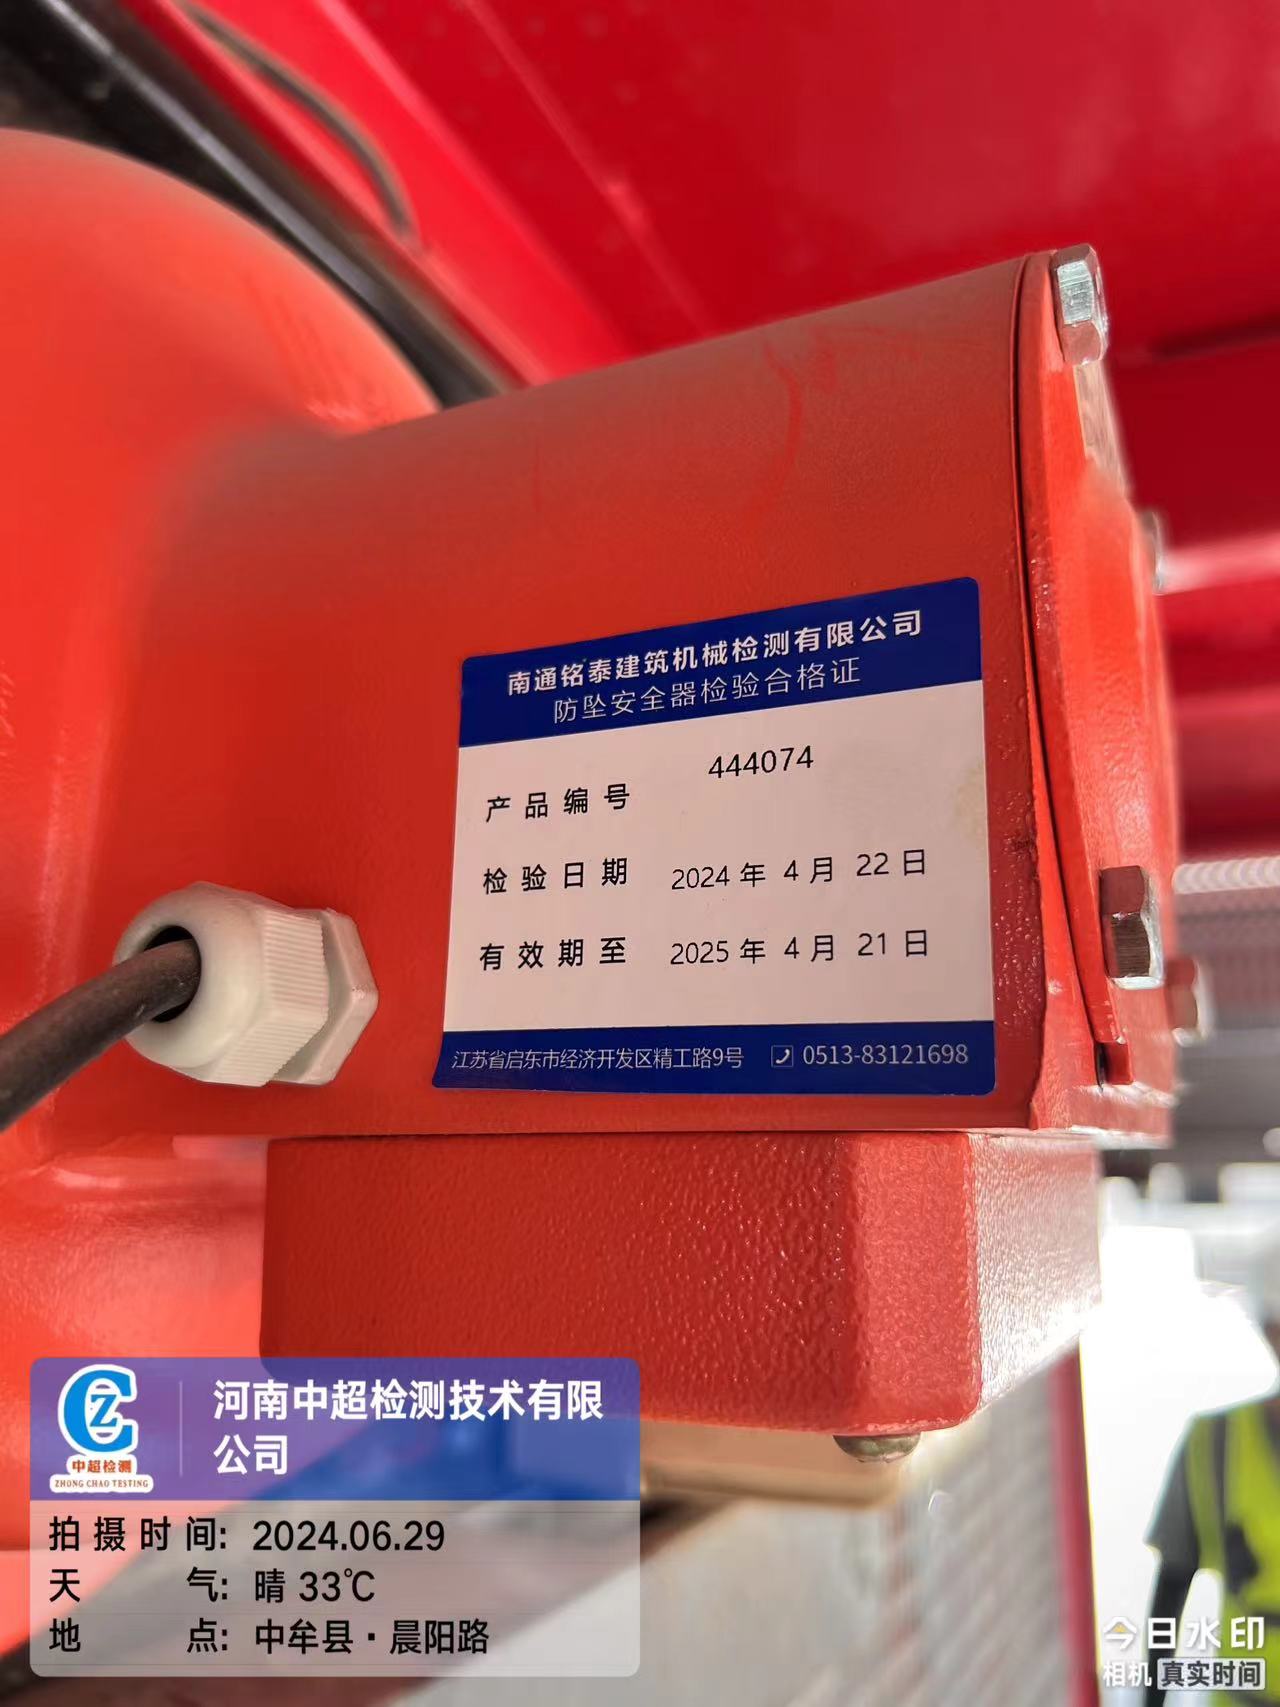 南通铭泰建筑机械检测有限公司
防坠安全器检验合格证
产品编号 444074
检验日期 2024年 4月 22日
有效期至 2025年 4月 21日
江苏省启东市经济开发区精工路9号 0513-83121698
CZ
中超检测
ZHONG CHAO TESTING
河南中超检测技术有限
公司
拍摄时间: 2024.06.29
天 气: 晴 33℃
地 点: 中牟县·晨阳路
今日水印
相机 真实时间